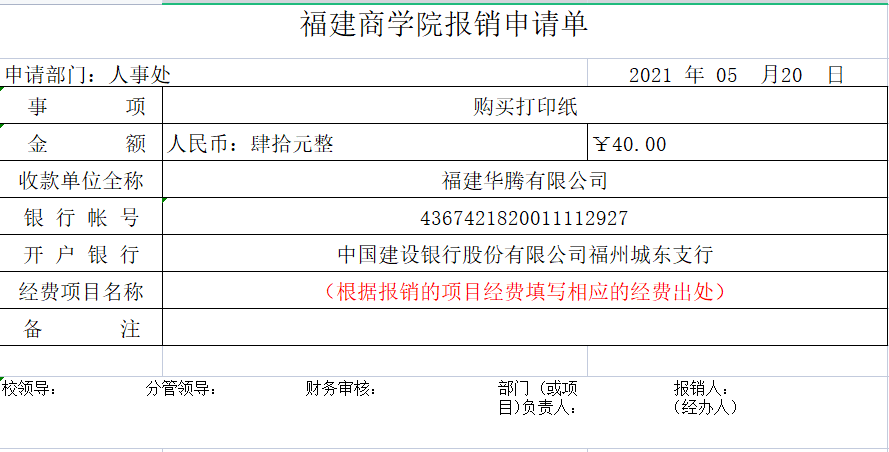 福建商学院报销申请单
申请部门：人事处 2021 年 05 月20 日
事 项 购买打印纸
金 额 人民币：肆拾元整 ￥40.00
收款单位全称 福建华腾有限公司
银 行 帐 号 4367421820011112927
开 户 银 行 中国建设银行股份有限公司福州城东支行
经费项目名称 （根据报销的项目经费填写相应的经费出处）
备 注
校领导： 分管领导： 财务审核： 部门（或项 报销人：
目)负责人： （经办人）